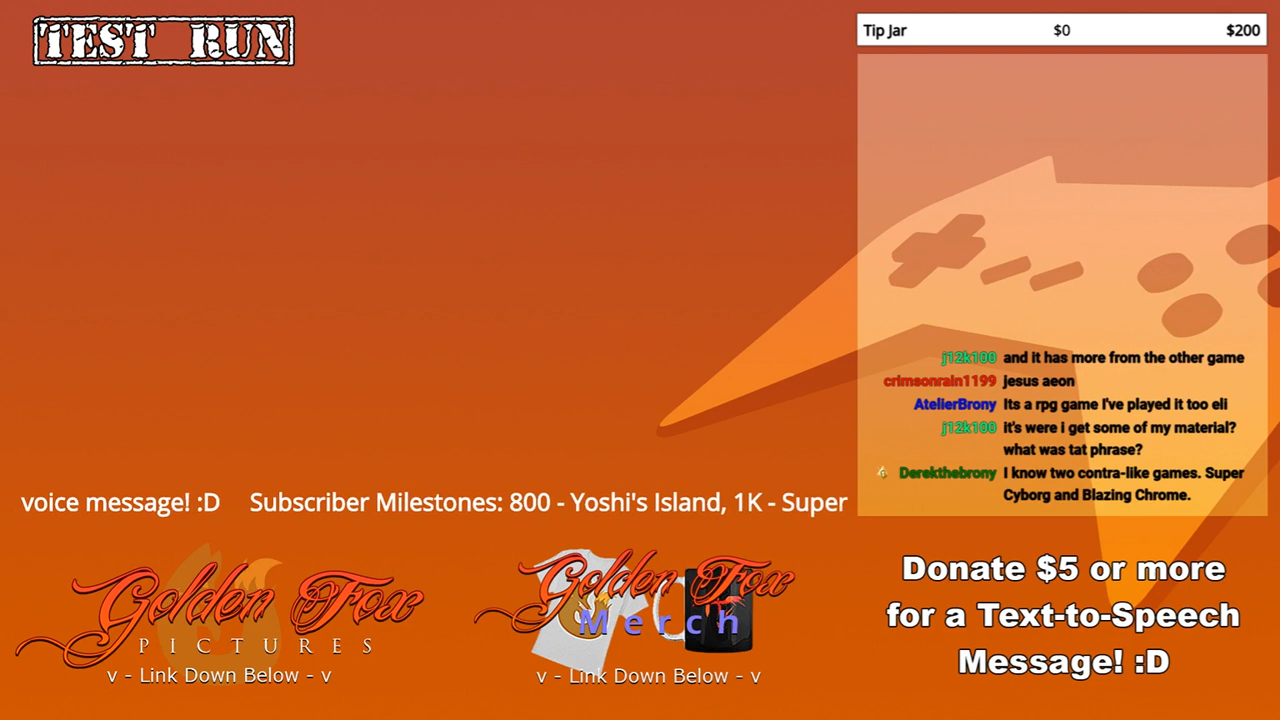 TEST RUN
Tip Jar $0 $200
j12k100 and it has more from the other game
crimsonrain1199 jesus aeon
AtelierBrony Its a rpg game I've played it too eli
j12k100 it's were i get some of my material?
what was tat phrase?
Derekthebrony I know two contra-like games. Super
Cyborg and Blazing Chrome.
voice message! :D Subscriber Milestones: 800 - Yoshi's Island, 1K - Super
Golden Fox
PICTURES
v - Link Down Below - v
Golden Fox
Merch
v - Link Down Below - v
Donate $5 or more
for a Text-to-Speech
Message! :D